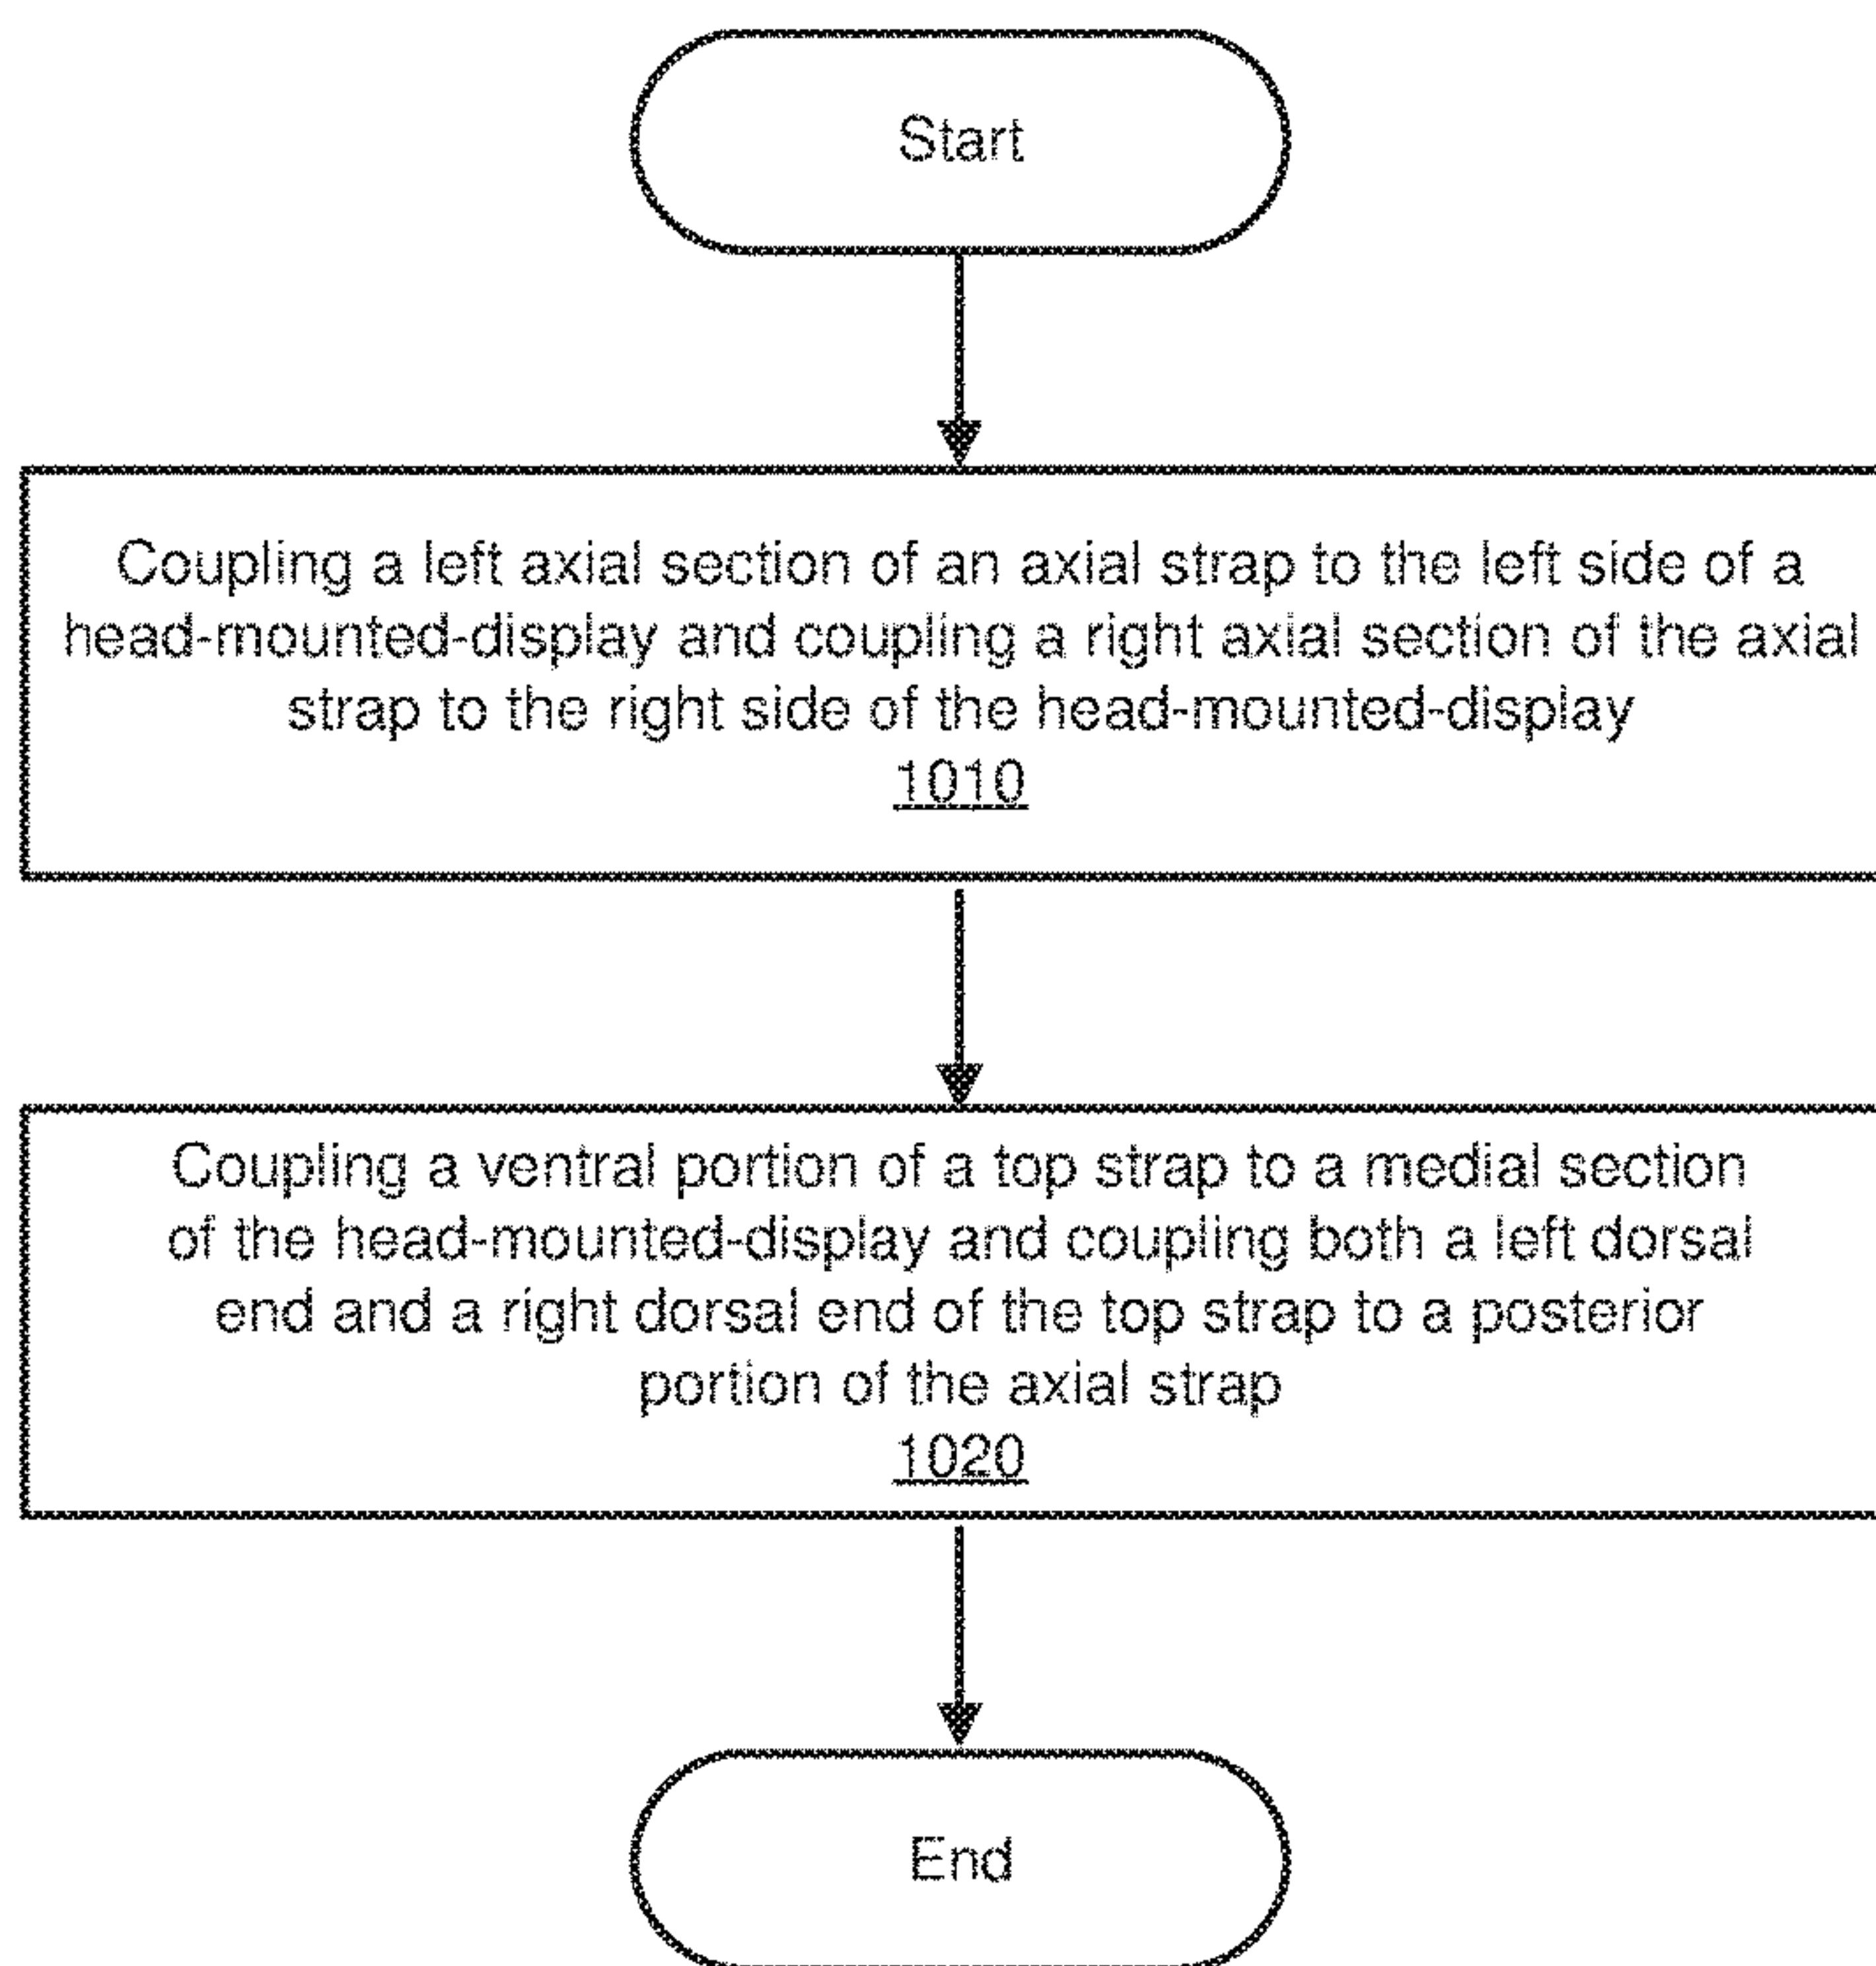 Start
Coupling a left axial section of an axial strap to the left side of a
head-mounted-display and coupling a right axial section of the axial
strap to the right side of the head-mounted-display
1010
Coupling a ventral portion of a top strap to a medial section
of the head-mounted-display and coupling both a left dorsal
end and a right dorsal end of the top strap to a posterior
portion of the axial strap
1020
End